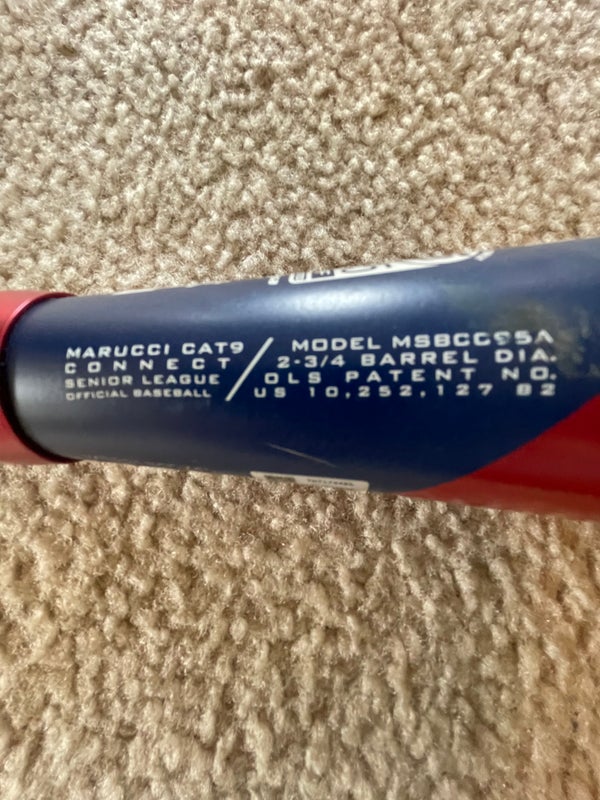 MARUCCI CAT9
CONNECT
SENIOR LEAGUE
OFFICIAL BASEBALL
MODEL MSBCC95A
2-3/4 BARREL DIA.
OLS PATENT NO.
US 10,252,127 B2